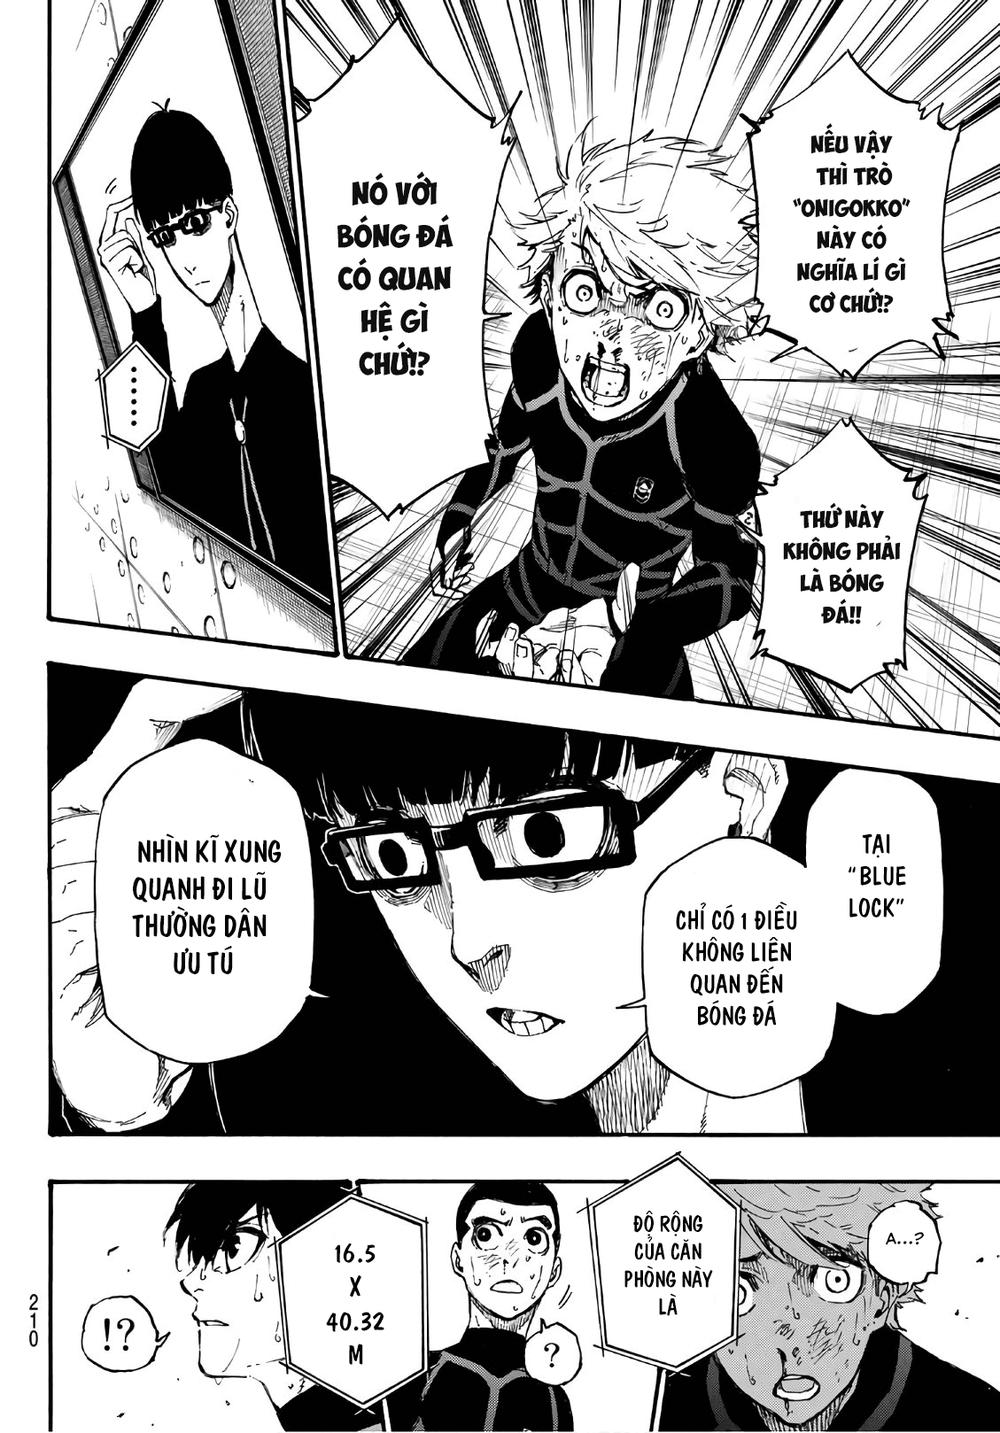 NẾU VẬY
THÌ TRÒ
“ONIGOKKO”
NÀY CÓ
NGHĨA LÍ GÌ
CƠ CHỨ!?
THỨ NÀY
KHÔNG PHẢI
LÀ BÓNG
ĐÁ!!
NÓ VỚI
BÓNG ĐÁ
CÓ QUAN
HỆ GÌ
CHỨ!?
......
TẠI
“BLUE
LOCK”
CHỈ CÓ 1 ĐIỀU
KHÔNG LIÊN
QUAN ĐẾN
BÓNG ĐÁ
NHÌN KĨ XUNG
QUANH ĐI LŨ
THƯỜNG DÂN
ƯU TÚ
A...?
ĐỘ RỘNG
CỦA CĂN
PHÒNG NÀY
LÀ
?
16.5
X
40.32
M
!?
210